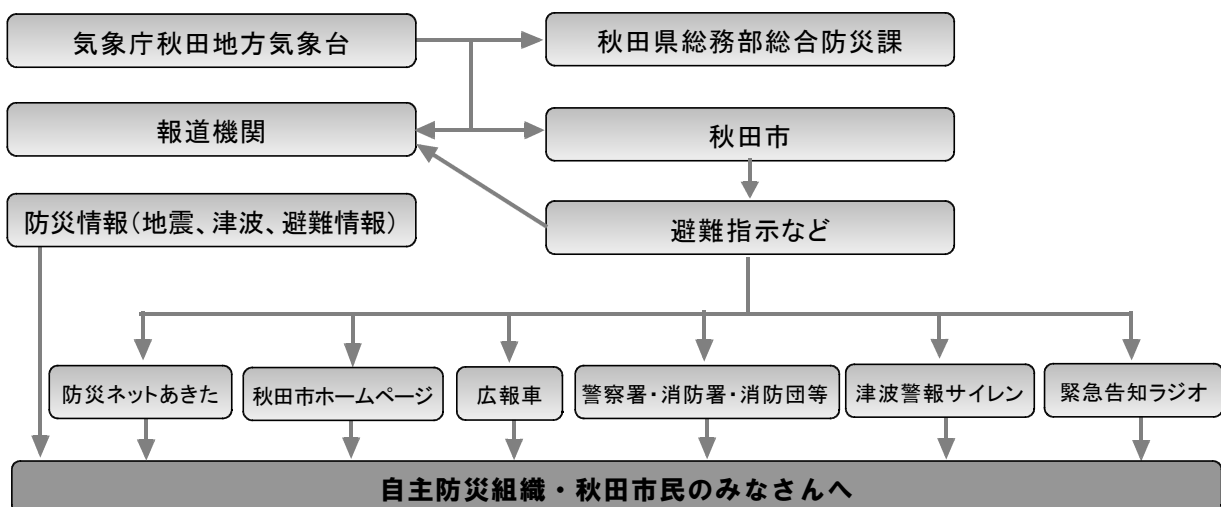 気象庁秋田地方気象台
秋田県総務部総合防災課
報道機関
秋田市
防災情報(地震、津波、避難情報)
避難指示など
防災ネットあきた
秋田市ホームページ
広報車
警察署・消防署・消防団等
津波警報サイレン
緊急告知ラジオ
自主防災組織・秋田市民のみなさんへ